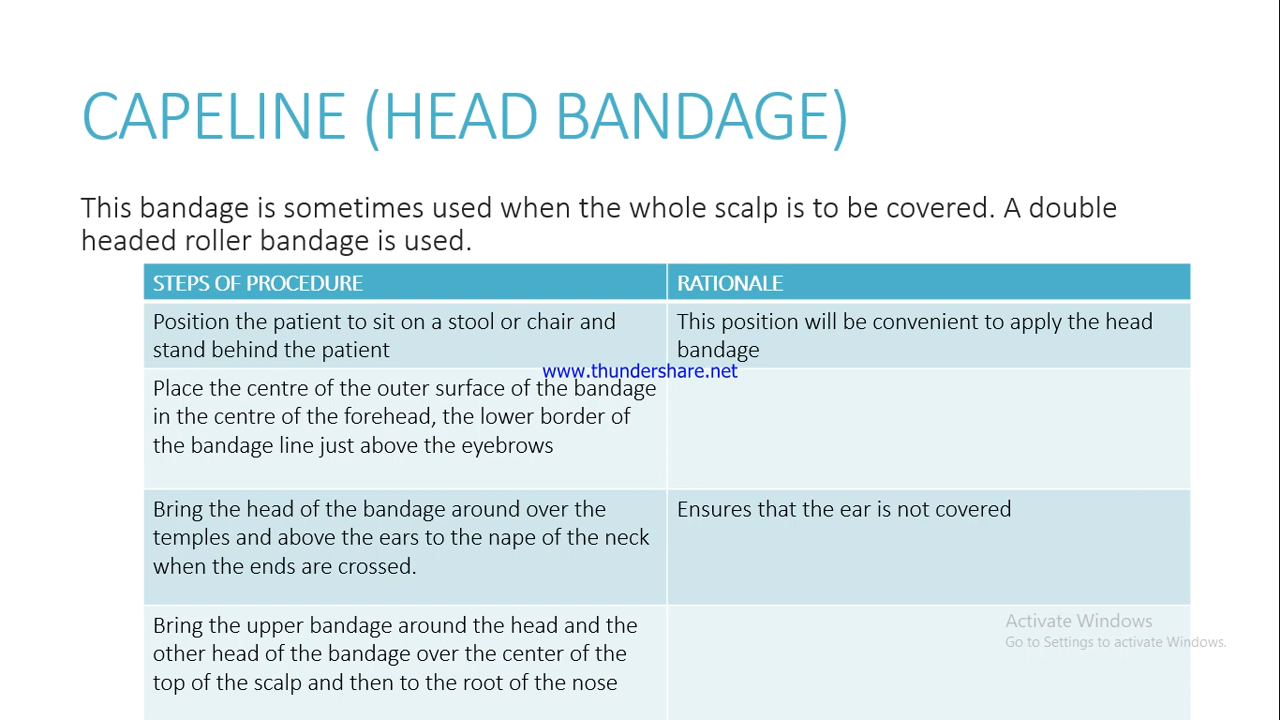 CAPELINE (HEAD BANDAGE)
This bandage is sometimes used when the whole scalp is to be covered. A double
headed roller bandage is used.
STEPS OF PROCEDURE
RATIONALE
Position the patient to sit on a stool or chair and
stand behind the patient
This position will be convenient to apply the head
bandage
www.thundershare.net
Place the centre of the outer surface of the bandage
in the centre of the forehead, the lower border of
the bandage line just above the eyebrows
Bring the head of the bandage around over the
temples and above the ears to the nape of the neck
when the ends are crossed.
Ensures that the ear is not covered
Bring the upper bandage around the head and the
other head of the bandage over the center of the
top of the scalp and then to the root of the nose
Activate Windows
Go to Settings to activate Windows.